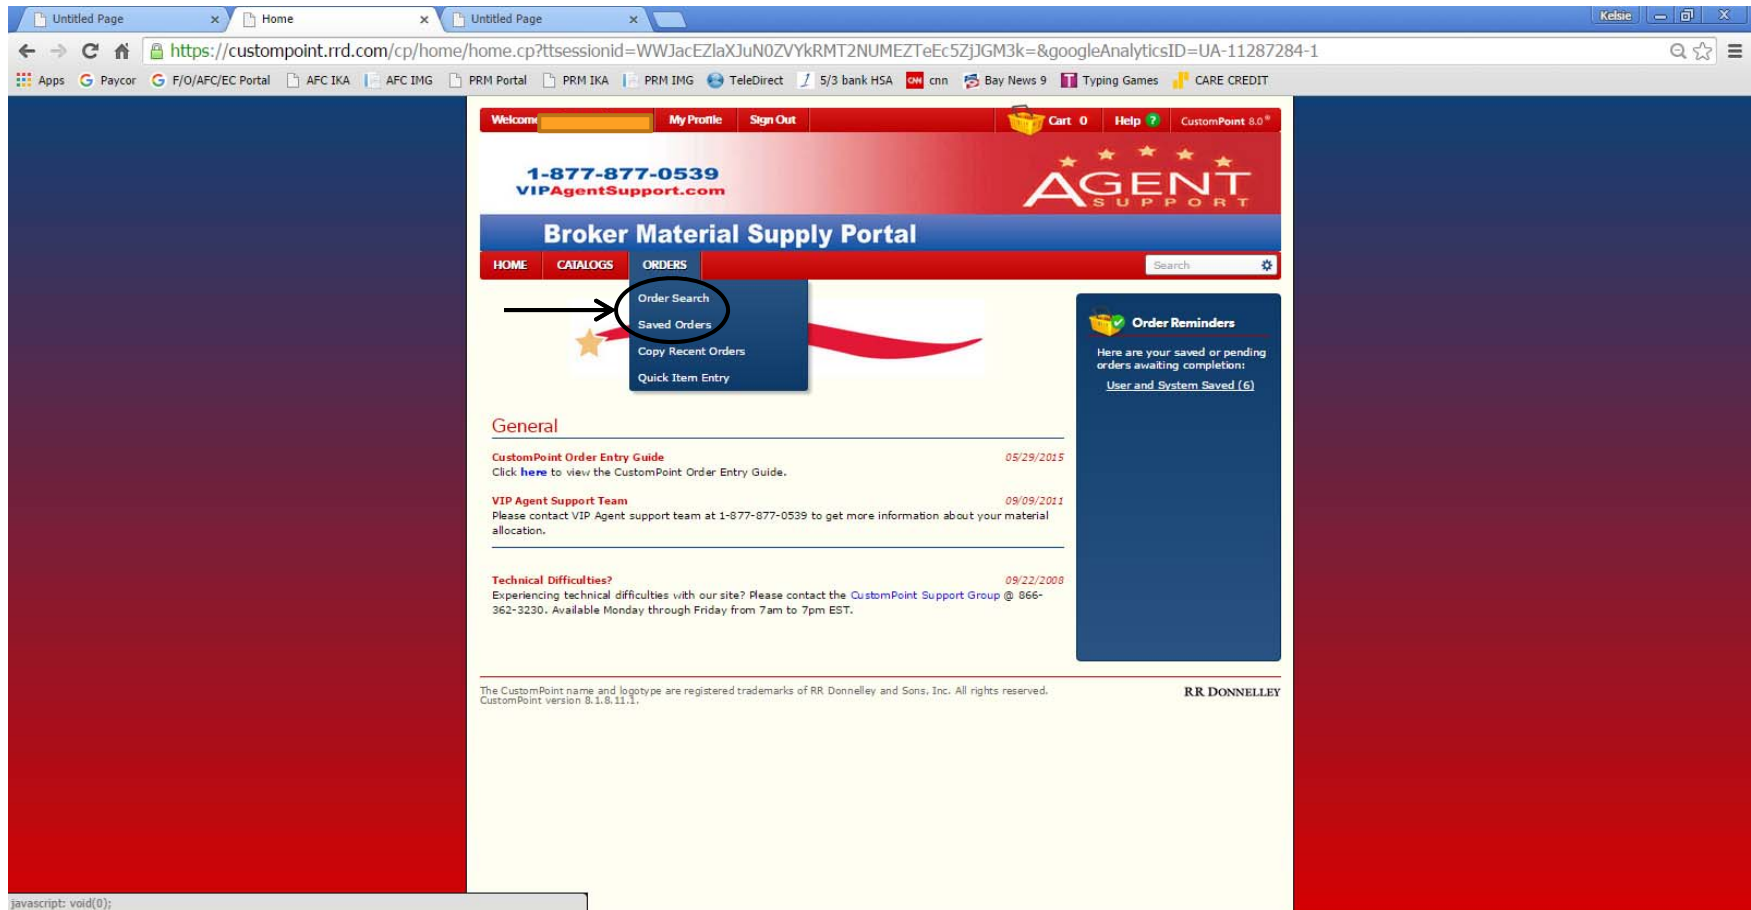 Untitled Page
Home
Untitled Page
Kelsie
https://custompoint.rrd.com/cp/home/home.cp?ttsessionid=WWJacEZlaXJuN0ZVYkRMT2NUMEZTeEc5ZjJGM3k=&googleAnalyticsID=UA-11287284-1
Apps Paycor F/O/AFC/EC Portal AFC IKA AFC IMG PRM Portal PRM IKA PRM IMG TeleDirect 5/3 bank HSA cnn Bay News 9 Typing Games CARE CREDIT
Welcome My Profile Sign Out Cart 0 Help ? CustomPoint 8.0®
1-877-877-0539
VIPAgentSupport.com
AGENT
SUPPORT
Broker Material Supply Portal
HOME CATALOGS ORDERS Search
Order Search
Saved Orders
Copy Recent Orders
Quick Item Entry
Order Reminders
Here are your saved or pending
orders awaiting completion:
User and System Saved (6)
General
CustomPoint Order Entry Guide 05/29/2015
Click here to view the CustomPoint Order Entry Guide.
VIP Agent Support Team 09/09/2011
Please contact VIP Agent support team at 1-877-877-0539 to get more information about your material
allocation.
Technical Difficulties? 09/22/2008
Experiencing technical difficulties with our site? Please contact the CustomPoint Support Group @ 866-
362-3230. Available Monday through Friday from 7am to 7pm EST.
The CustomPoint name and logotype are registered trademarks of RR Donnelley and Sons, Inc. All rights reserved.
CustomPoint version 8.1.8.11.1.
RR DONNELLEY
javascript: void(0);